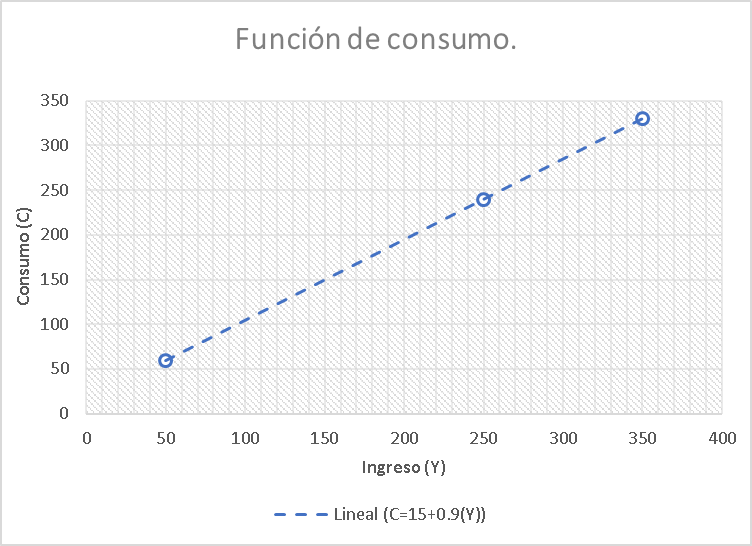 Función de consumo.
350
300
250
200
150
100
50
0
Consumo (C)
0 50 100 150 200 250 300 350 400
Ingreso (Y)
Lineal (C=15+0.9(Y))